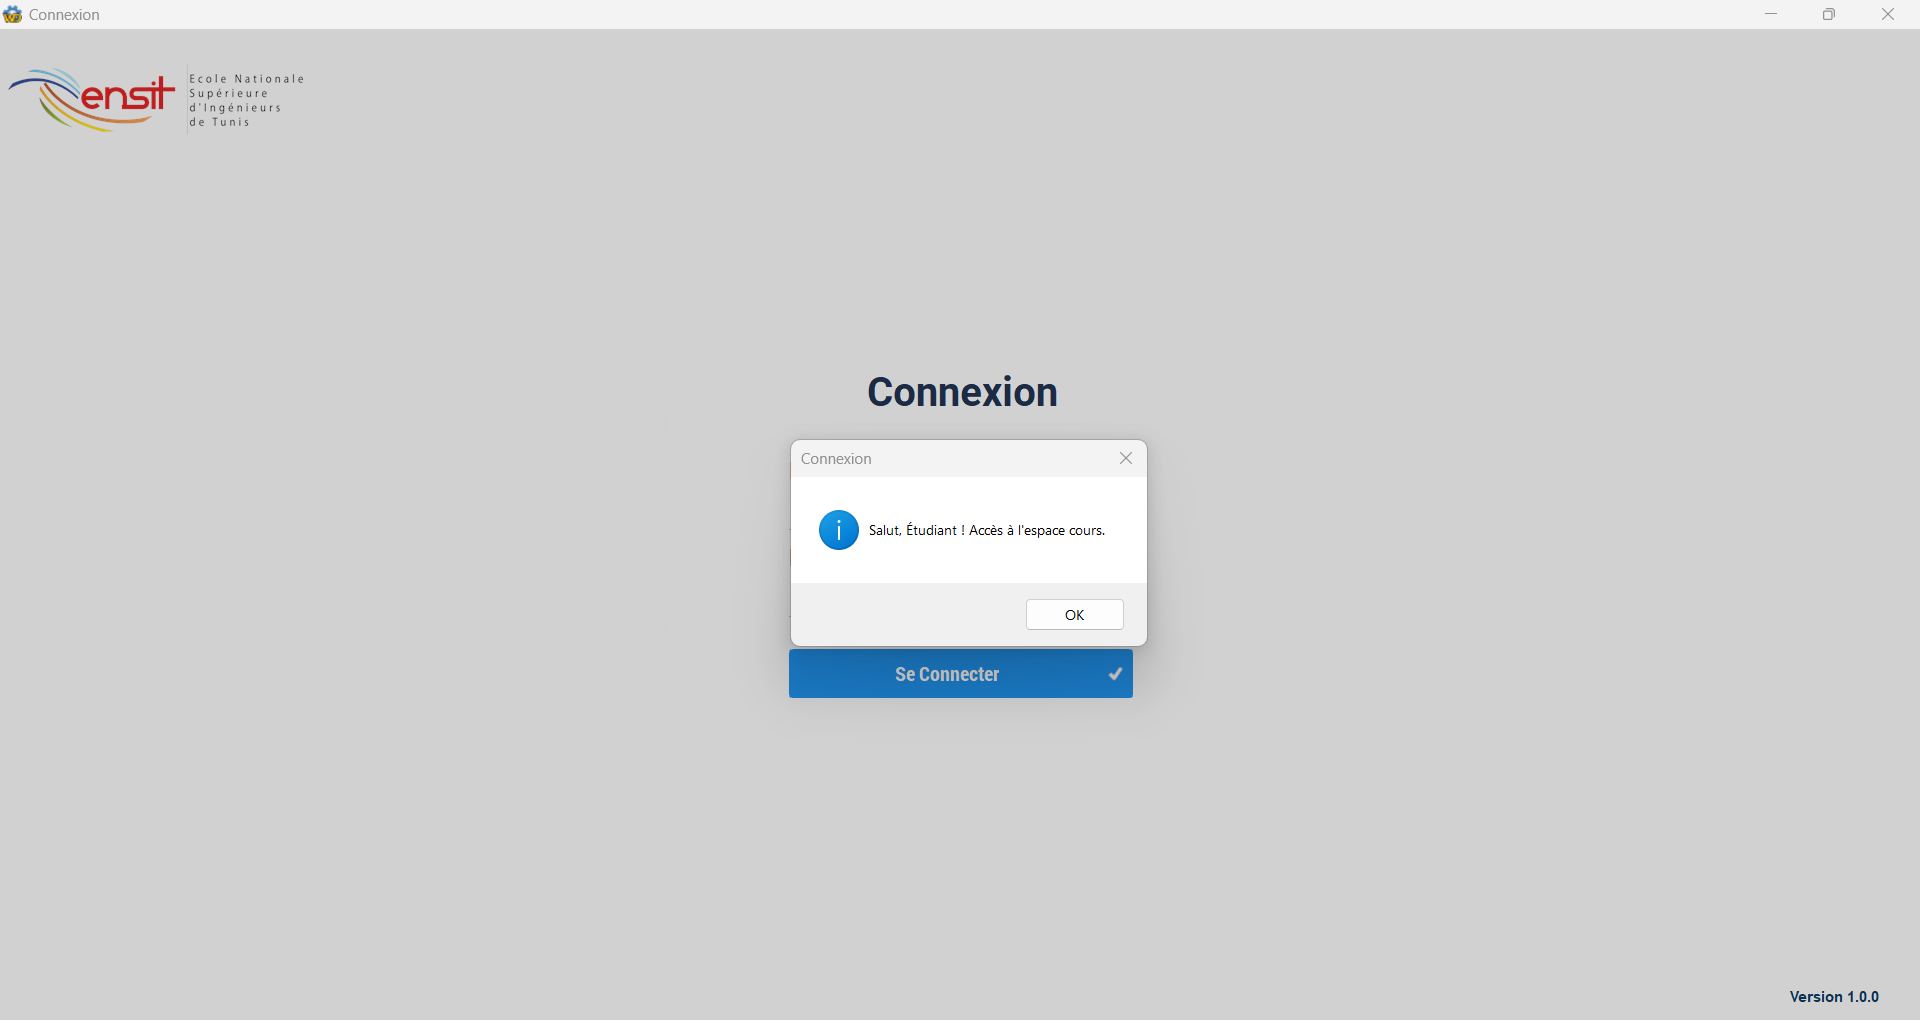 Connexion
ensit
Ecole Nationale
Supérieure
d'Ingénieurs
de Tunis
Connexion
Connexion
Salut, Étudiant ! Accès à l'espace cours.
OK
Se Connecter
Version 1.0.0